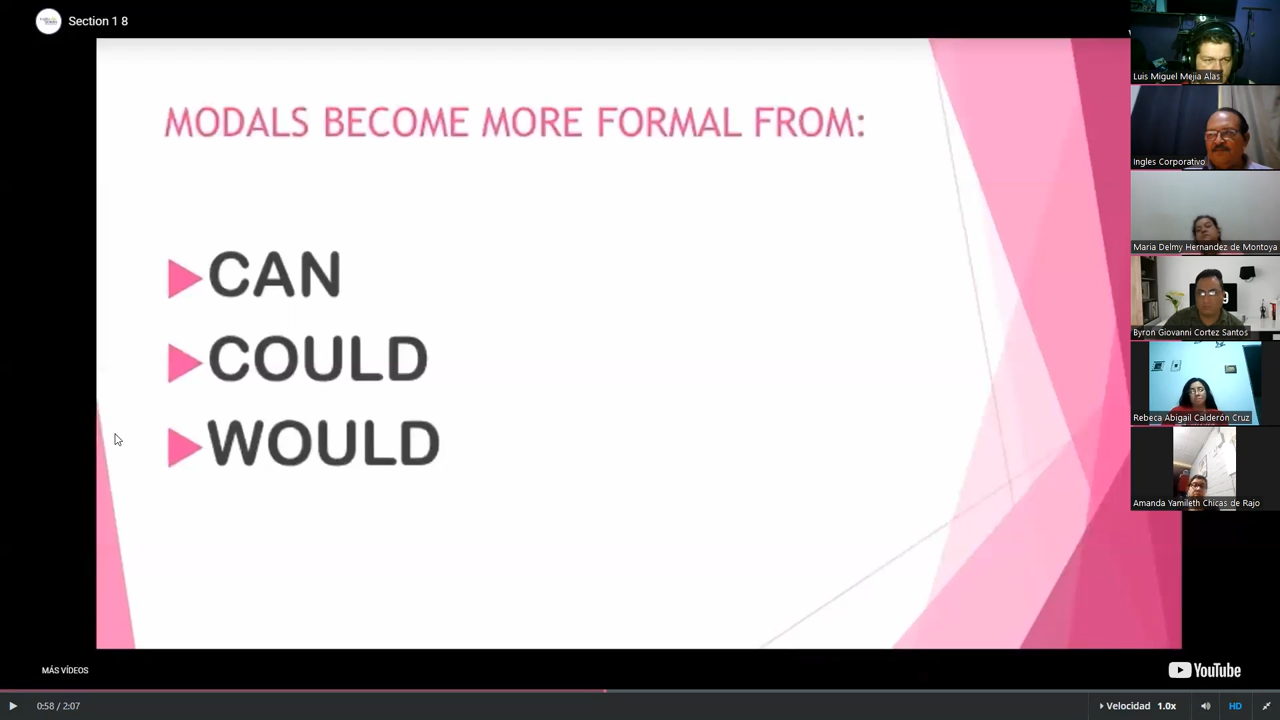 Section 1 8
MODALS BECOME MORE FORMAL FROM:
CAN
COULD
WOULD
Luis Miguel Mejia Alas
Ingles Corporativo
Maria Delmy Hernandez de Montoya
Byron Giovanni Cortez Santos
Rebeca Abigail Calderón Cruz
Amanda Yamileth Chicas de Rajo
MÁS VÍDEOS
YouTube
0:58 / 2:07
Velocidad 1.0x
HD